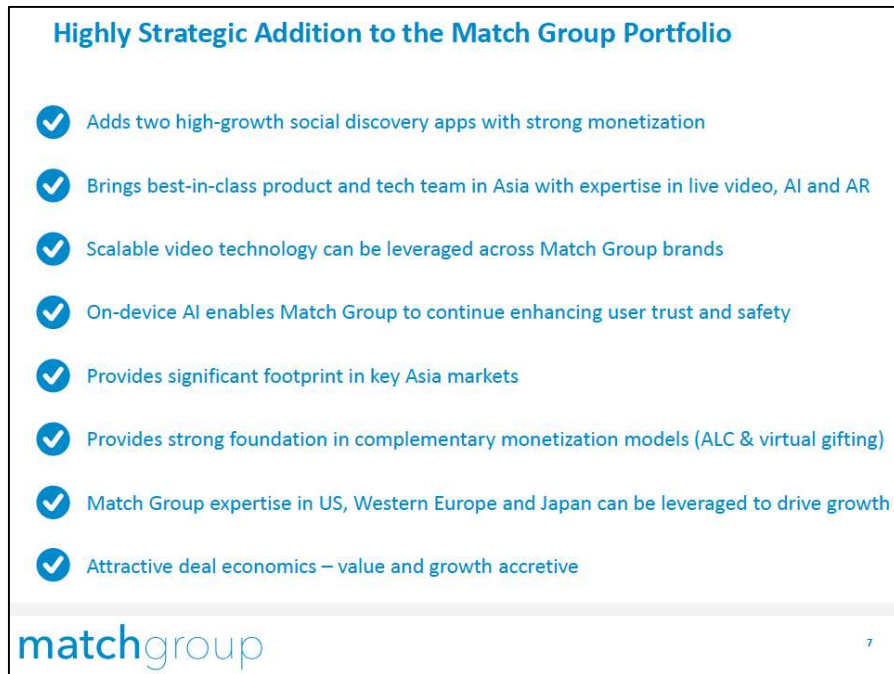 Highly Strategic Addition to the Match Group Portfolio
Adds two high-growth social discovery apps with strong monetization
Brings best-in-class product and tech team in Asia with expertise in live video, AI and AR
Scalable video technology can be leveraged across Match Group brands
On-device AI enables Match Group to continue enhancing user trust and safety
Provides significant footprint in key Asia markets
Provides strong foundation in complementary monetization models (ALC & virtual gifting)
Match Group expertise in US, Western Europe and Japan can be leveraged to drive growth
Attractive deal economics – value and growth accretive
matchgroup
7